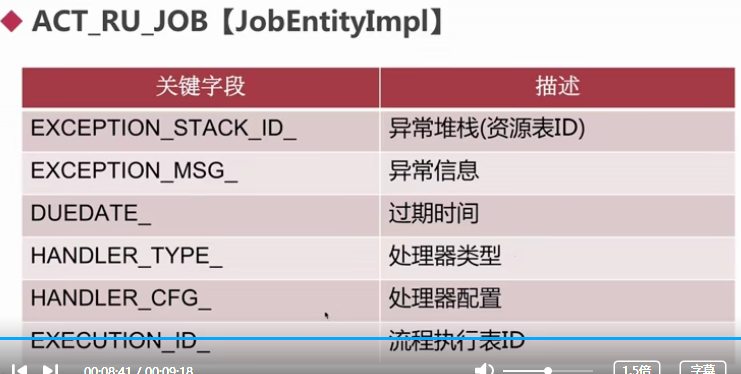 ACT_RU_JOB【JobEntityImpl】
关键字段 描述
EXCEPTION_STACK_ID_ 异常堆栈(资源表ID)
EXCEPTION_MSG_ 异常信息
DUEDATE_ 过期时间
HANDLER_TYPE_ 处理器类型
HANDLER_CFG_ 处理器配置
EXECUTION_ID_ 流程执行表ID
00:08:41 / 00:09:18 1.5倍 字幕